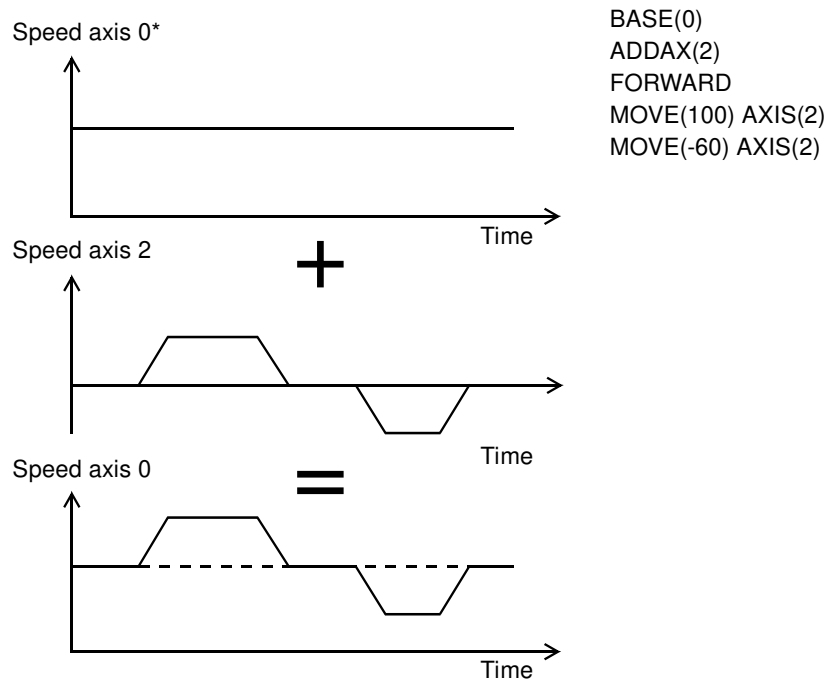 Speed axis 0*
Time
Speed axis 2
Time
Speed axis 0
Time
BASE(0)
ADDAX(2)
FORWARD
MOVE(100) AXIS(2)
MOVE(-60) AXIS(2)
+
=